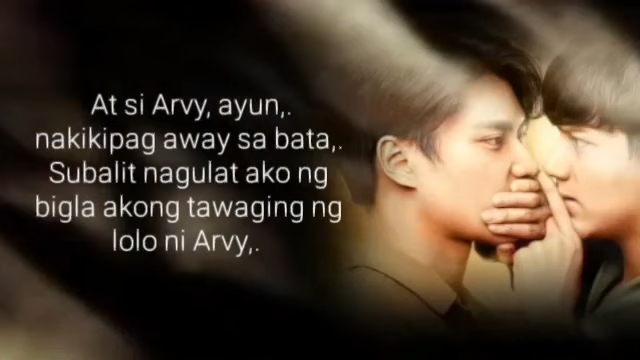 At si Arvy, ayun,.
nakikipag away sa bata,.
Subalit nagulat ako ng
bigla akong tawaging ng
lolo ni Arvy,.